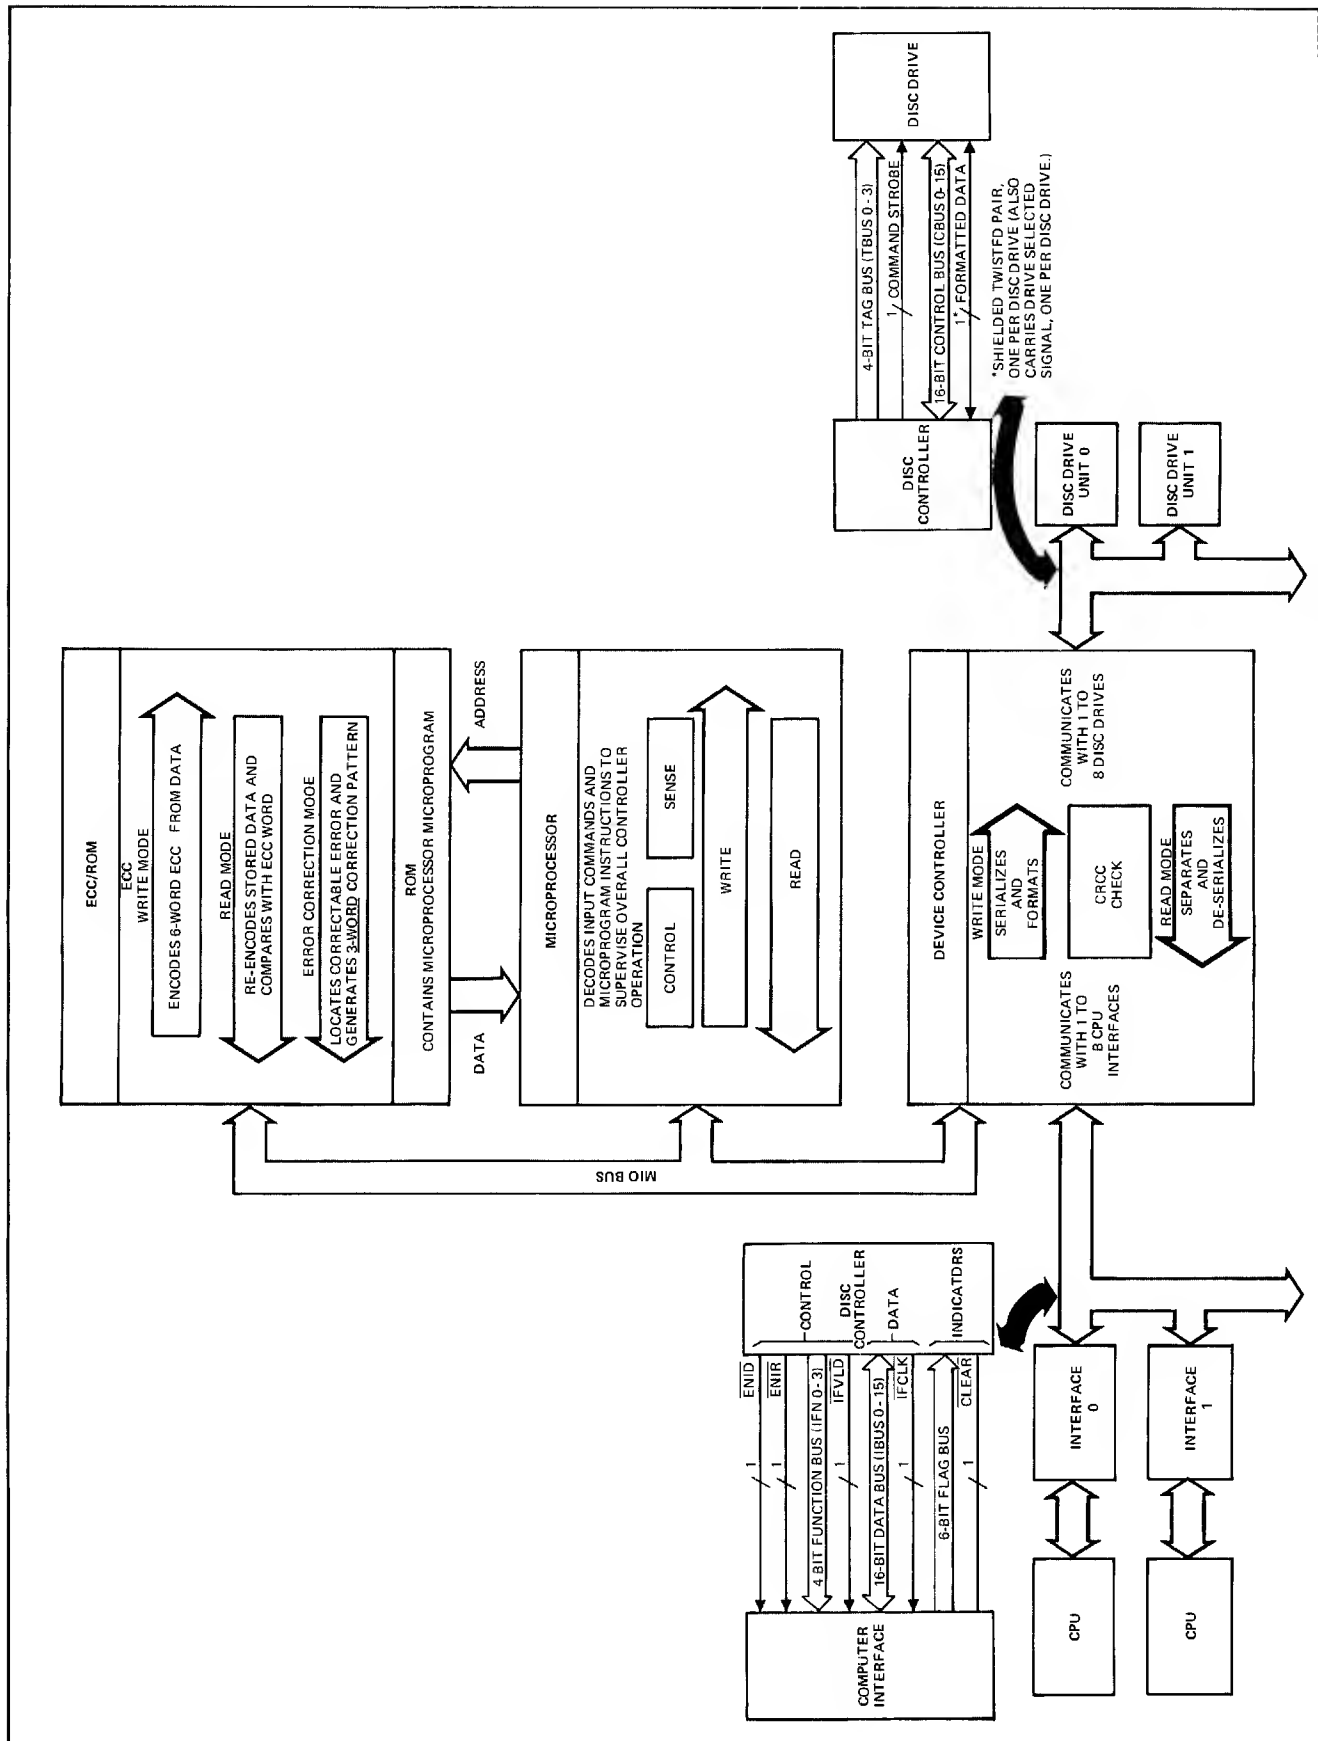 ECC/ROM
ECC
WRITE MODE
ENCODES 6-WORD ECC FROM DATA
READ MODE
RE-ENCODES STORED DATA AND
COMPARES WITH ECC WORD
ERROR CORRECTION MODE
LOCATES CORRECTABLE ERROR AND
GENERATES 3-WORD CORRECTION PATTERN
ROM
CONTAINS MICROPROCESSOR MICROPROGRAM
DATA
ADDRESS
MIO BUS
MICROPROCESSOR
DECODES INPUT COMMANDS AND
MICROPROGRAM INSTRUCTIONS TO
SUPERVISE OVERALL CONTROLLER
OPERATION
CONTROL
SENSE
WRITE
READ
COMPUTER
INTERFACE
ENID
1
ENIR
1
4 BIT FUNCTION BUS (IFN 0-3)
IFVLD
1
16-BIT DATA BUS (IBUS 0-15)
IFCLK
1
6-BIT FLAG BUS
CLEAR
1
CONTROL
DISC
CONTROLLER
DATA
INDICATDRS
DISC
CONTROLLER
4-BIT TAG BUS (TBUS 0-3)
1 COMMAND STROBE
16-BIT CONTROL BUS (CBUS 0-15)
1* FORMATTED DATA
DISC DRIVE
*SHIELDED TWISTFD PAIR,
ONE PER DISC DRIVE (ALSO
CARRIES DRIVE SELECTED
SIGNAL, ONE PER DISC DRIVE.)
DEVICE CONTROLLER
WRITE MODE
SERIALIZES
AND
FORMATS
CRCC
CHECK
READ MODE
SEPARATES
AND
DE-SERIALIZES
COMMUNICATES
WITH 1 TO
8 CPU
INTERFACES
COMMUNICATES
WITH 1 TO
8 DISC DRIVES
CPU
INTERFACE
0
DISC DRIVE
UNIT 0
CPU
INTERFACE
1
DISC DRIVE
UNIT 1